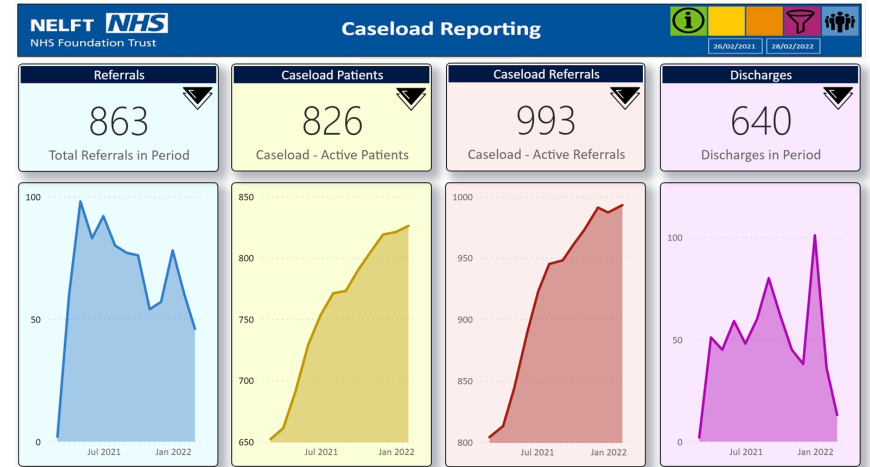 NELFT NHS
NHS Foundation Trust
Caseload Reporting
i
26/02/2021
28/02/2022
Referrals
863
Total Referrals in Period
Caseload Patients
826
Caseload - Active Patients
Caseload Referrals
993
Caseload - Active Referrals
Discharges
640
Discharges in Period
100
50
0
Jul 2021
Jan 2022
850
800
750
700
650
Jul 2021
Jan 2022
1000
950
900
850
800
Jul 2021
Jan 2022
100
50
0
Jul 2021
Jan 2022